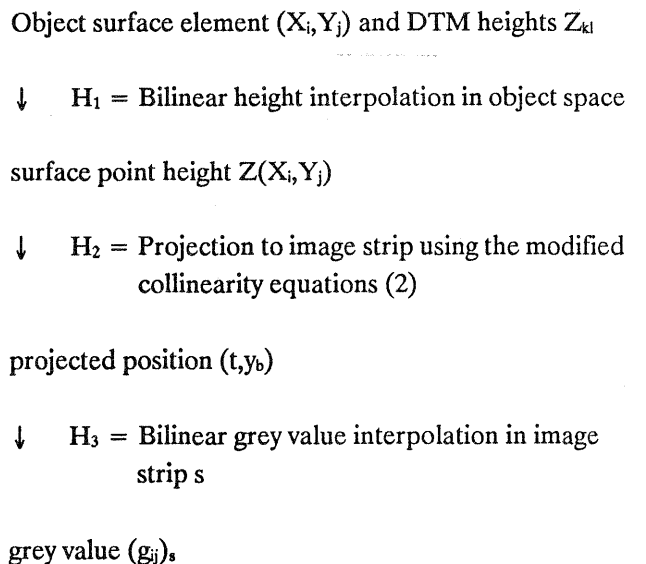 Object surface element (Xi,Yj) and DTM heights Zkl
↓ H1 = Bilinear height interpolation in object space
surface point height Z(Xi,Yj)
↓ H2 = Projection to image strip using the modified
collinearity equations (2)
projected position (t,yb)
↓ H3 = Bilinear grey value interpolation in image
strip s
grey value (gij)s